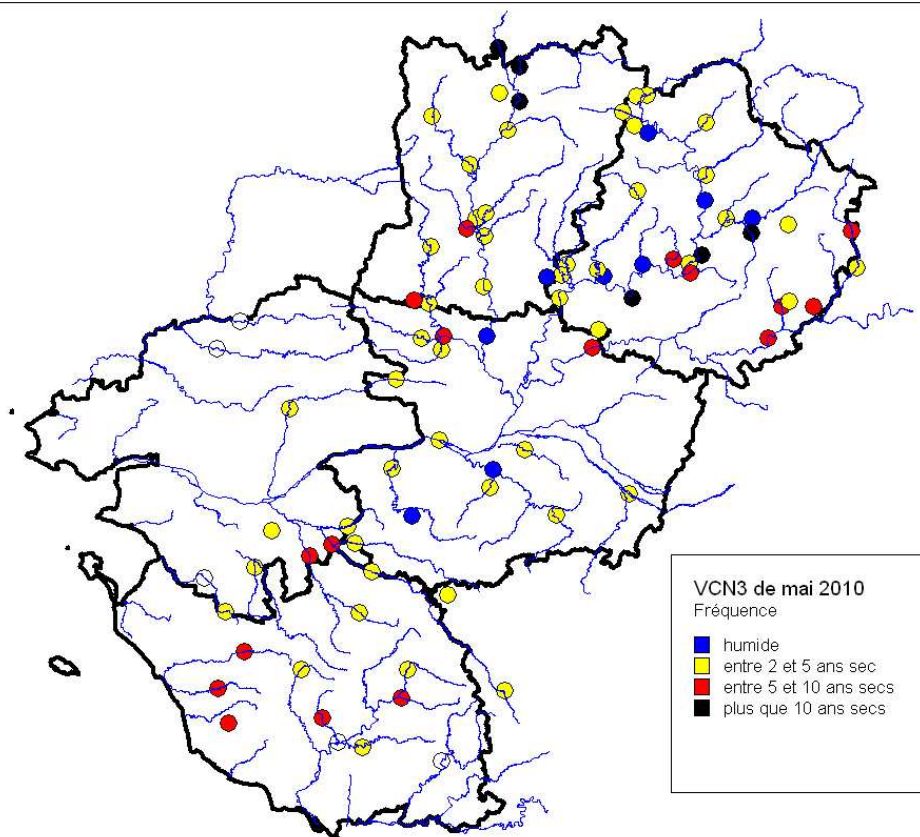 VCN3 de mai 2010
Fréquence
humide
entre 2 et 5 ans sec
entre 5 et 10 ans secs
plus que 10 ans secs